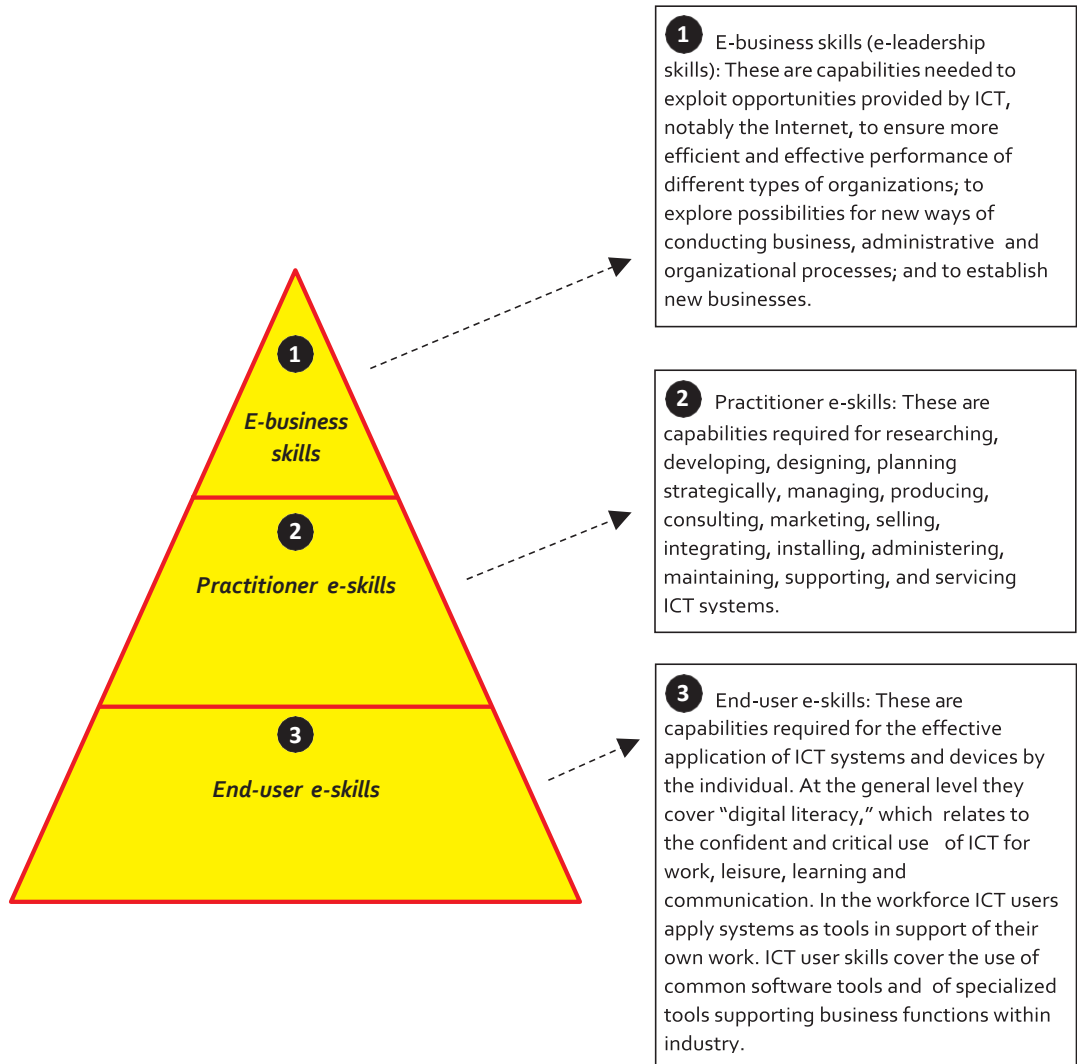 1 E-business skills (e-leadership
skills): These are capabilities needed to
exploit opportunities provided by ICT,
notably the Internet, to ensure more
efficient and effective performance of
different types of organizations; to
explore possibilities for new ways of
conducting business, administrative and
organizational processes; and to establish
new businesses.
1
E-business
skills
2 Practitioner e-skills: These are
capabilities required for researching,
developing, designing, planning
strategically, managing, producing,
consulting, marketing, selling,
integrating, installing, administering,
maintaining, supporting, and servicing
ICT systems.
2
Practitioner e-skills
3 End-user e-skills: These are
capabilities required for the effective
application of ICT systems and devices by
the individual. At the general level they
cover “digital literacy,” which relates to
the confident and critical use of ICT for
work, leisure, learning and
communication. In the workforce ICT users
apply systems as tools in support of their
own work. ICT user skills cover the use of
common software tools and of specialized
tools supporting business functions within
industry.
3
End-user e-skills